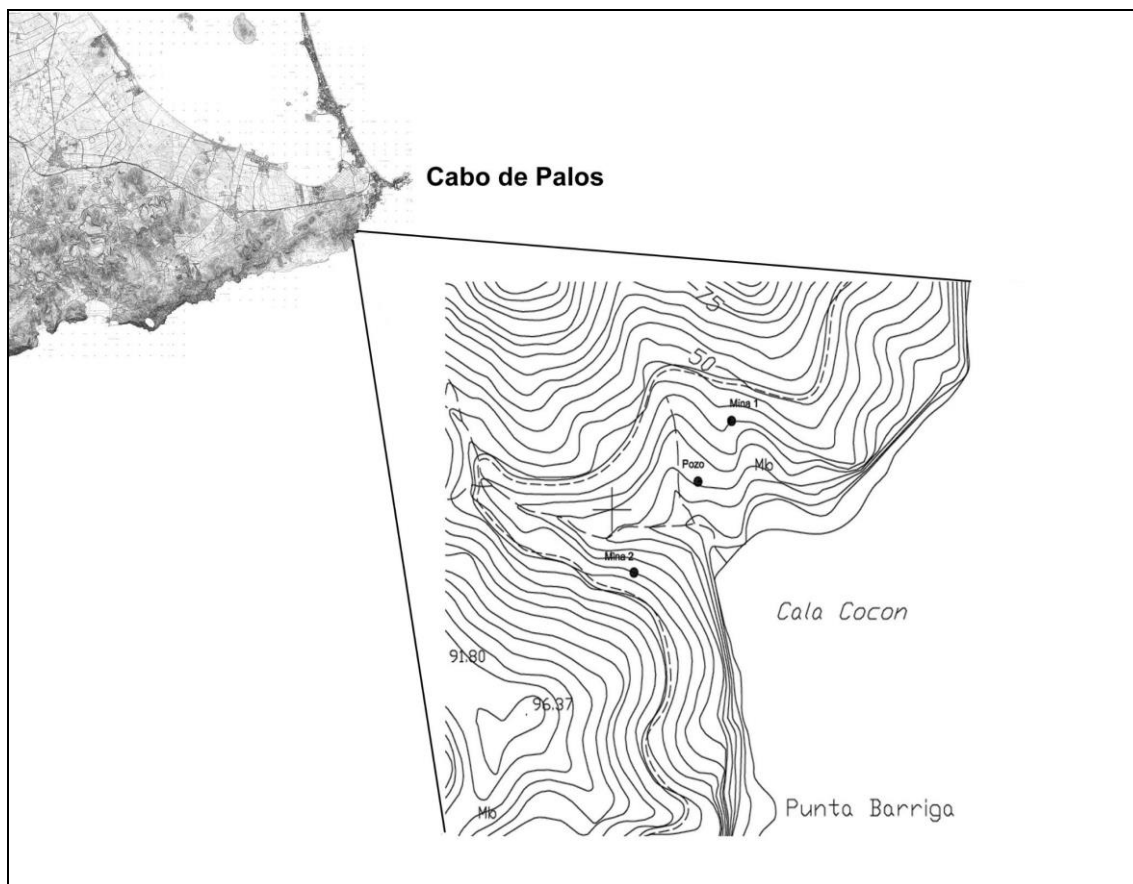 Cabo de Palos
50
Mina 1
Pozo
Mb
Mina 2
Cala Cocon
91.80
96.37
Mb
Punta Barriga